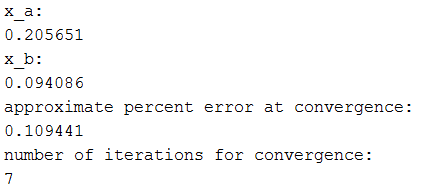 x_a:
0.205651
x_b:
0.094086
approximate percent error at convergence:
0.109441
number of iterations for convergence:
7